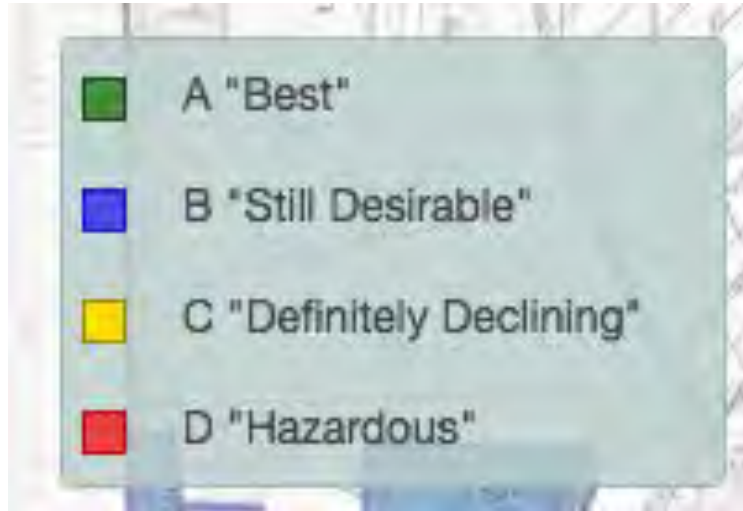 A "Best"
B "Still Desirable"
C "Definitely Declining"
D "Hazardous"